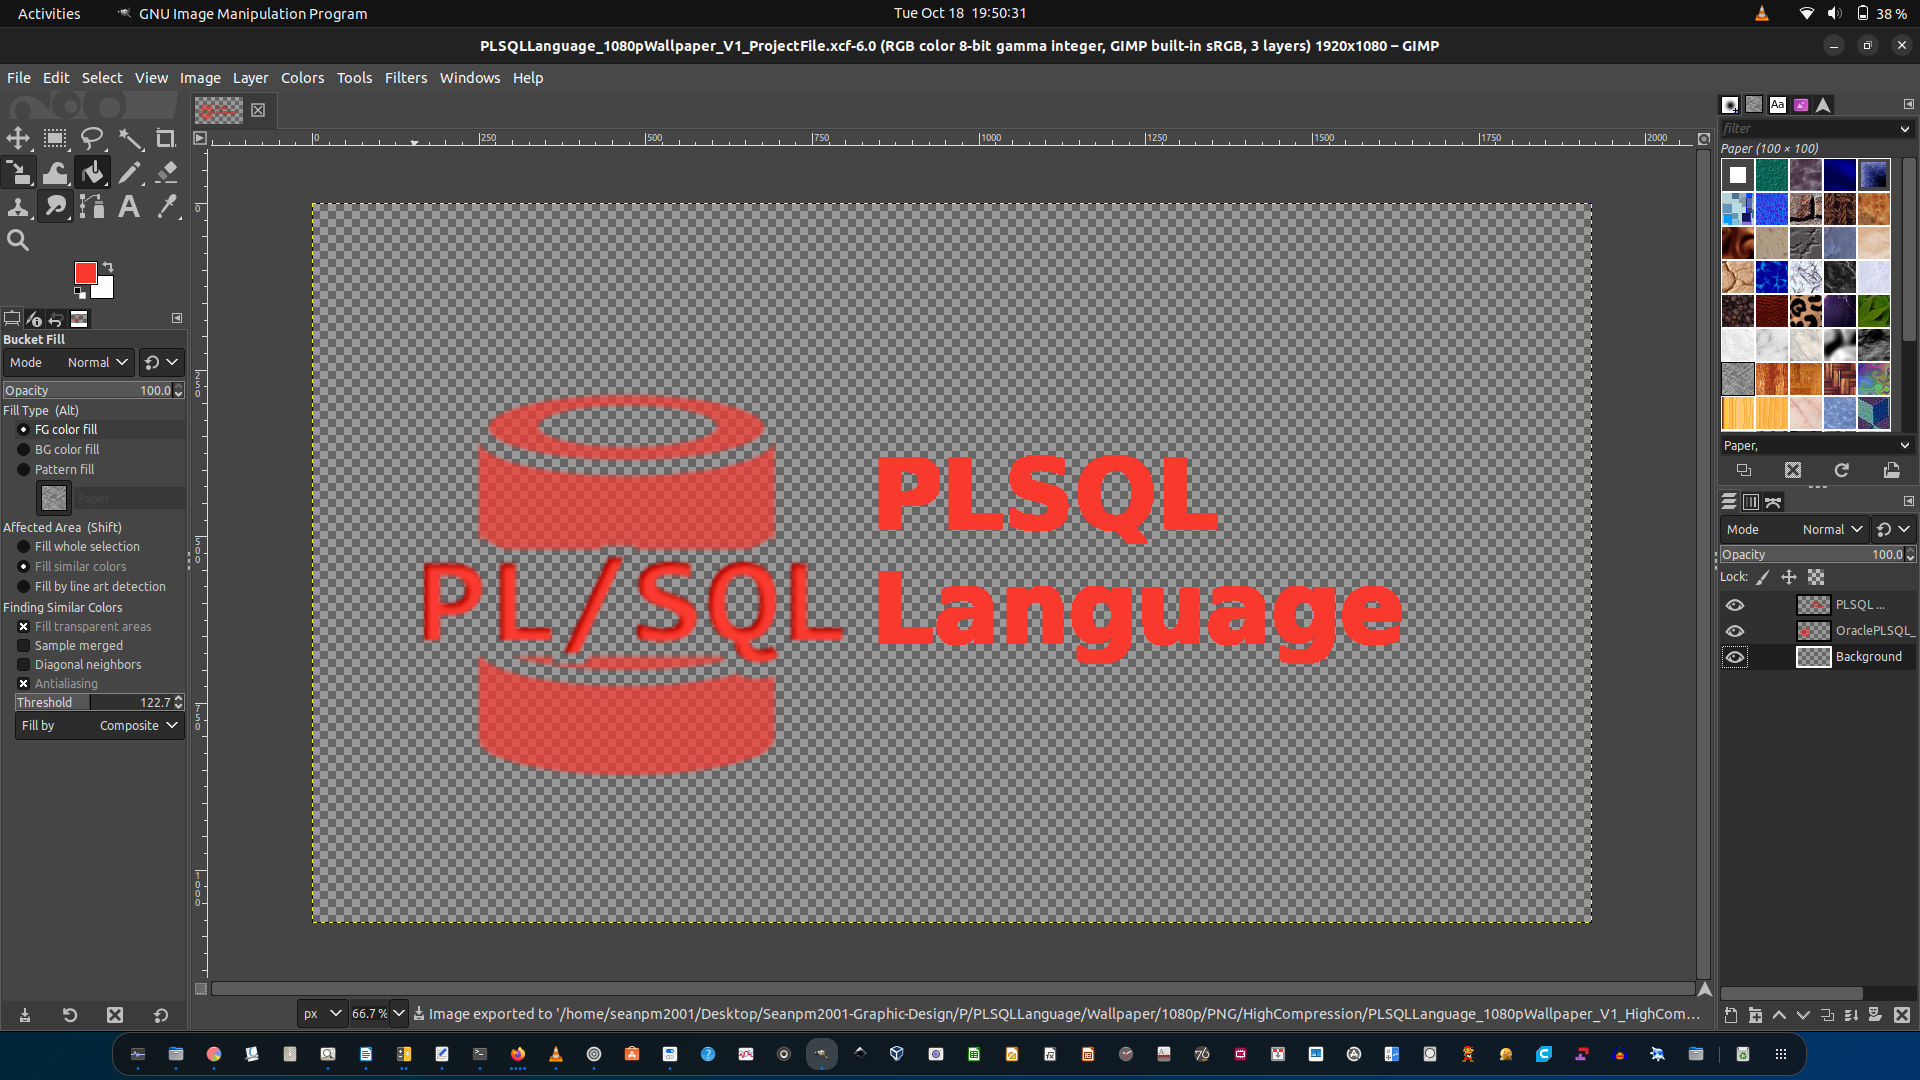 Activities
GNU Image Manipulation Program
Tue Oct 18 19:50:31
38 %
PLSQLLanguage_1080pWallpaper_V1_ProjectFile.xcf-6.0 (RGB color 8-bit gamma integer, GIMP built-in sRGB, 3 layers) 1920x1080 – GIMP
File Edit Select View Image Layer Colors Tools Filters Windows Help
0 250 500 750 1000 1250 1500 1750 2000
0
250
500
750
1000
Bucket Fill
Mode Normal
Opacity 100.0
Fill Type (Alt)
FG color fill
BG color fill
Pattern fill
Paper
Affected Area (Shift)
Fill whole selection
Fill similar colors
Fill by line art detection
Finding Similar Colors
Fill transparent areas
Sample merged
Diagonal neighbors
Antialiasing
Threshold 122.7
Fill by Composite
PL/SQL
PLSQL
Language
px 66.7 % Image exported to '/home/seanpm2001/Desktop/Seanpm2001-Graphic-Design/P/PLSQLLanguage/Wallpaper/1080p/PNG/HighCompression/PLSQLLanguage_1080pWallpaper_V1_HighCom…
Aa
filter
Paper (100 × 100)
Paper,
Mode Normal
Opacity 100.0
Lock:
PLSQL ...
OraclePLSQL_
Background
76